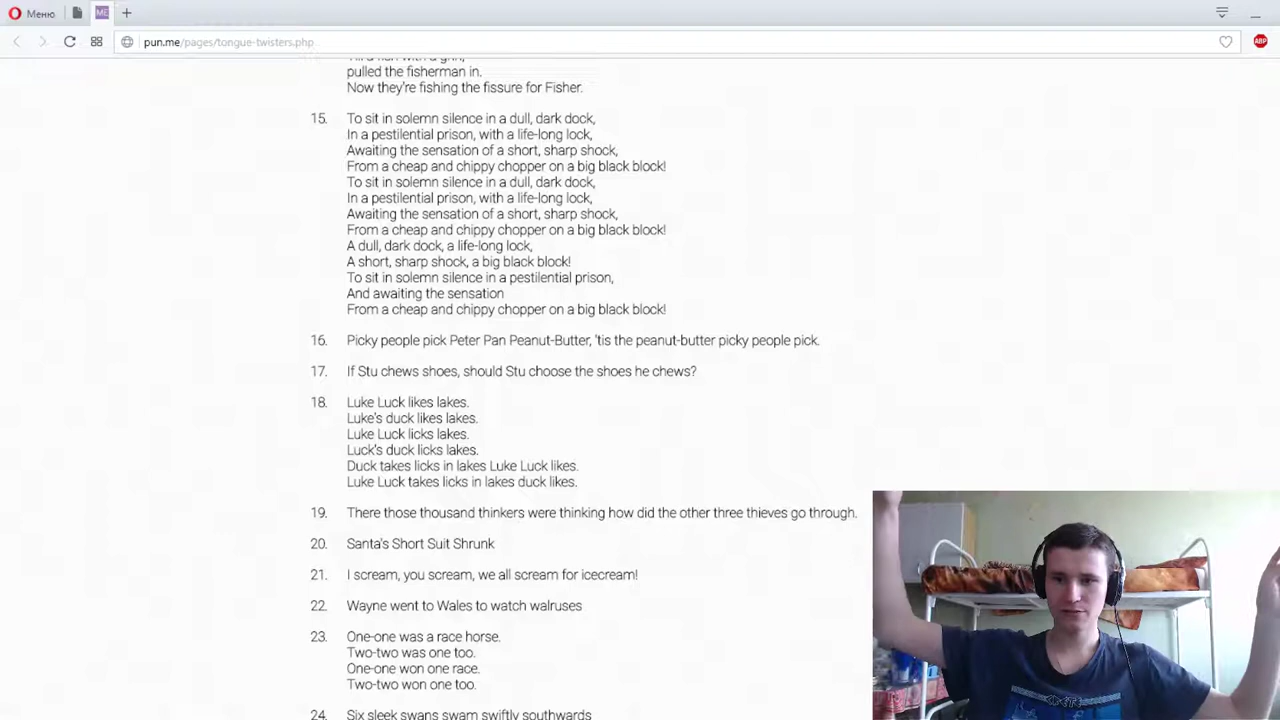 Меню
ME
pun.me/pages/tongue-twisters.php
ABP
Till a fish with a grin,
pulled the fisherman in.
Now they're fishing the fissure for Fisher.
15. To sit in solemn silence in a dull, dark dock,
In a pestilential prison, with a life-long lock,
Awaiting the sensation of a short, sharp shock,
From a cheap and chippy chopper on a big black block!
To sit in solemn silence in a dull, dark dock,
In a pestilential prison, with a life-long lock,
Awaiting the sensation of a short, sharp shock,
From a cheap and chippy chopper on a big black block!
A dull, dark dock, a life-long lock,
A short, sharp shock, a big black block!
To sit in solemn silence in a pestilential prison,
And awaiting the sensation
From a cheap and chippy chopper on a big black block!
16. Picky people pick Peter Pan Peanut-Butter, 'tis the peanut-butter picky people pick.
17. If Stu chews shoes, should Stu choose the shoes he chews?
18. Luke Luck likes lakes.
Luke's duck likes lakes.
Luke Luck licks lakes.
Luck's duck licks lakes.
Duck takes licks in lakes Luke Luck likes.
Luke Luck takes licks in lakes duck likes.
19. There those thousand thinkers were thinking how did the other three thieves go through.
20. Santa's Short Suit Shrunk
21. I scream, you scream, we all scream for icecream!
22. Wayne went to Wales to watch walruses
23. One-one was a race horse.
Two-two was one too.
One-one won one race.
Two-two won one too.
24. Six sleek swans swam swiftly southwards